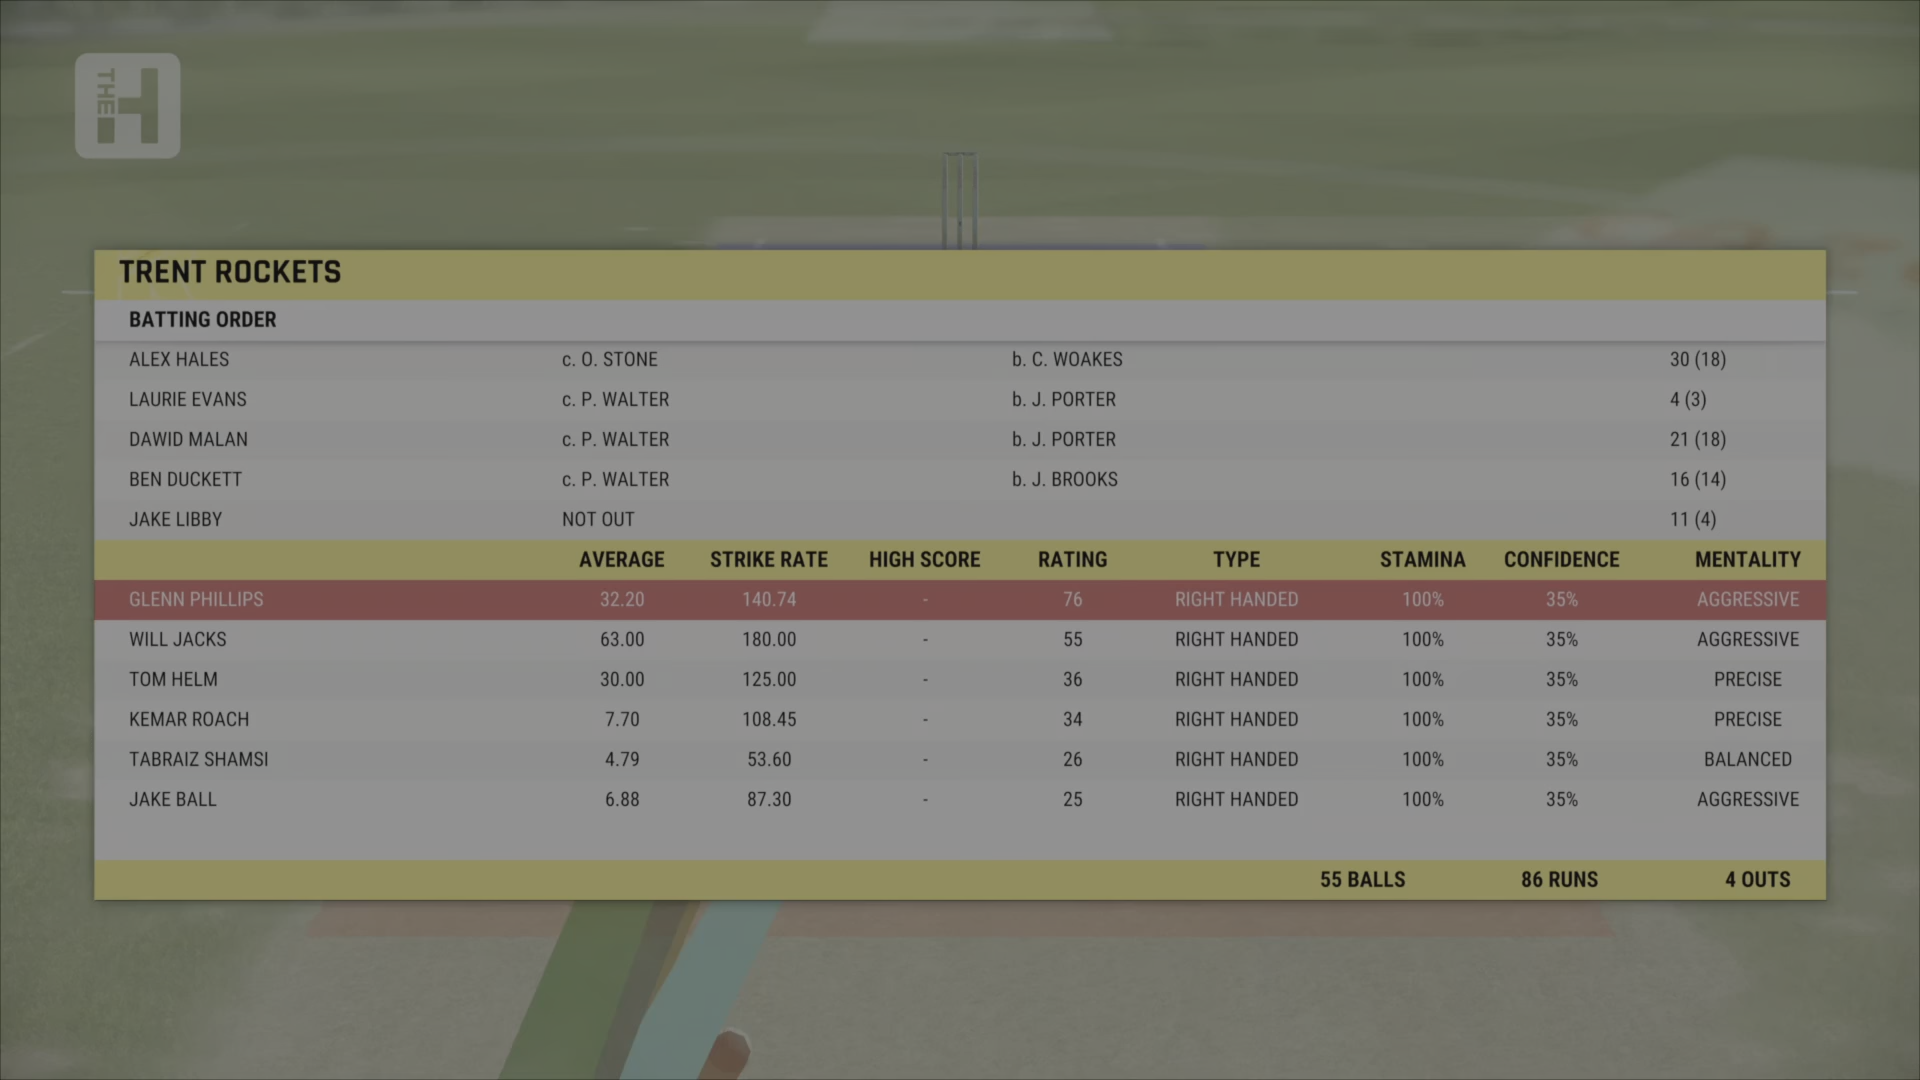 THE
H
TRENT ROCKETS
BATTING ORDER
ALEX HALES c. O. STONE b. C. WOAKES 30 (18)
LAURIE EVANS c. P. WALTER b. J. PORTER 4 (3)
DAWID MALAN c. P. WALTER b. J. PORTER 21 (18)
BEN DUCKETT c. P. WALTER b. J. BROOKS 16 (14)
JAKE LIBBY NOT OUT 11 (4)
AVERAGE STRIKE RATE HIGH SCORE RATING TYPE STAMINA CONFIDENCE MENTALITY
GLENN PHILLIPS 32.20 140.74 - 76 RIGHT HANDED 100% 35% AGGRESSIVE
WILL JACKS 63.00 180.00 - 55 RIGHT HANDED 100% 35% AGGRESSIVE
TOM HELM 30.00 125.00 - 36 RIGHT HANDED 100% 35% PRECISE
KEMAR ROACH 7.70 108.45 - 34 RIGHT HANDED 100% 35% PRECISE
TABRAIZ SHAMSI 4.79 53.60 - 26 RIGHT HANDED 100% 35% BALANCED
JAKE BALL 6.88 87.30 - 25 RIGHT HANDED 100% 35% AGGRESSIVE
55 BALLS 86 RUNS 4 OUTS